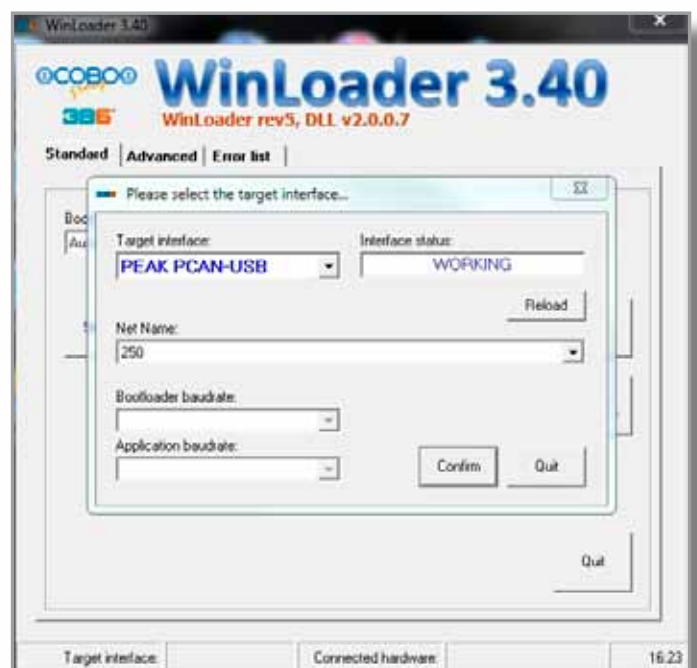 WinLoader 3.40
COBO
3B6
WinLoader 3.40
WinLoader rev5, DLL v2.0.0.7
Standard Advanced Error list
Please select the target interface...
Target interface: Interface status:
PEAK PCAN-USB WORKING
Reload
Net Name:
250
Bootloader baudrate:
Application baudrate:
Confirm Quit
Quit
Target interface: Connected hardware: 16.23